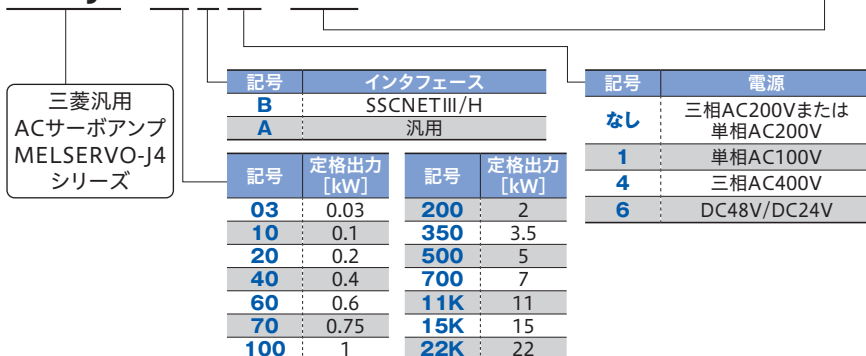 三菱汎用
ACサーボアンプ
MELSERVO-J4
シリーズ
記号 インタフェース
B SSCNETⅢ/H
A 汎用
記号 定格出力[kW]
03 0.03
10 0.1
20 0.2
40 0.4
60 0.6
70 0.75
100 1
記号 定格出力[kW]
200 2
350 3.5
500 5
700 7
11K 11
15K 15
22K 22
記号 電源
なし 三相AC200Vまたは
単相AC200V
1 単相AC100V
4 三相AC400V
6 DC48V/DC24V